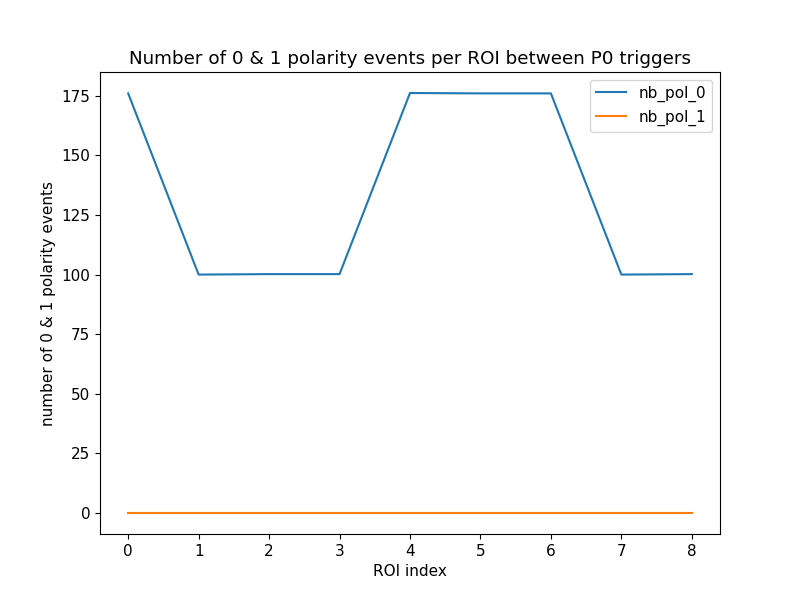 Number of 0 & 1 polarity events per ROI between P0 triggers
nb_pol_0
nb_pol_1
number of 0 & 1 polarity events
175
150
125
100
75
50
25
0
0 1 2 3 4 5 6 7 8
ROI index